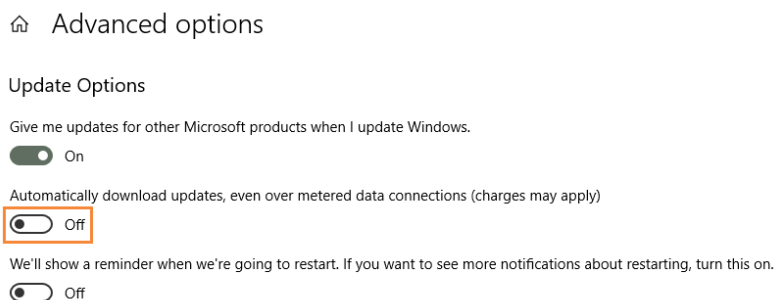 Advanced options
Update Options
Give me updates for other Microsoft products when I update Windows.
On
Automatically download updates, even over metered data connections (charges may apply)
Off
We'll show a reminder when we're going to restart. If you want to see more notifications about restarting, turn this on.
Off